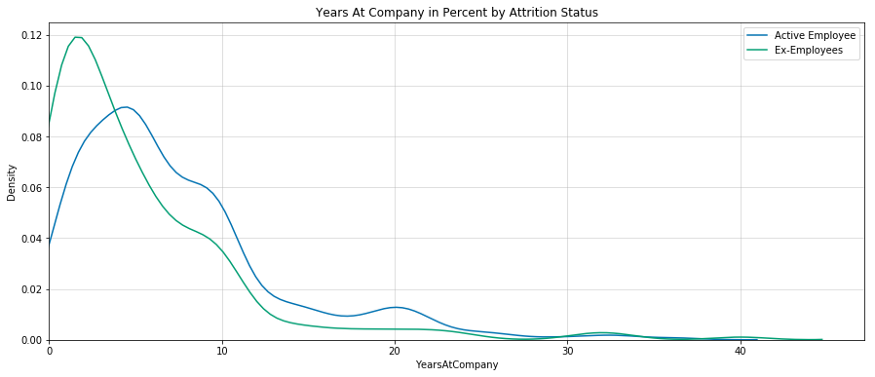 Years At Company in Percent by Attrition Status
Active Employee
Ex-Employees
Density
0.12
0.10
0.08
0.06
0.04
0.02
0.00
0 10 20 30 40
YearsAtCompany